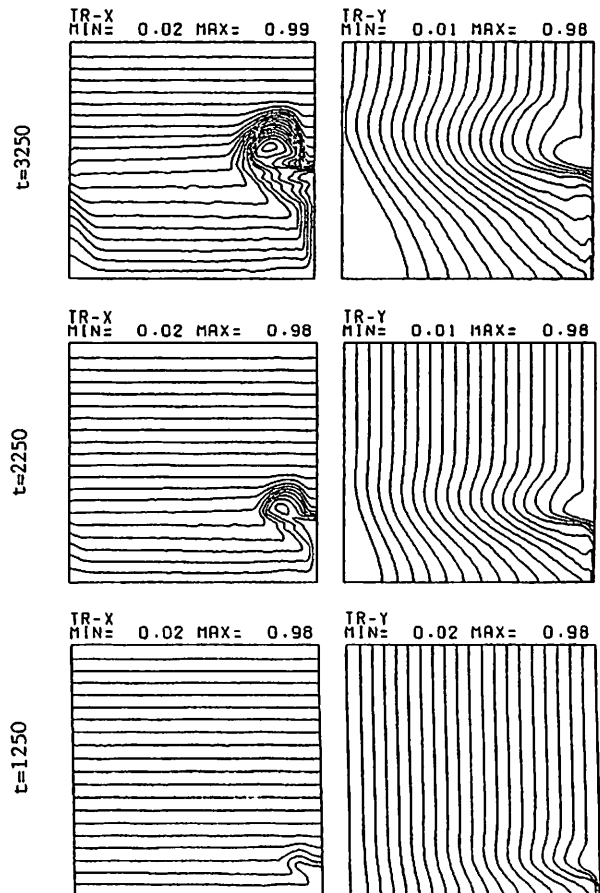 TR-X
MIN= 0.02 MAX= 0.99
TR-Y
MIN= 0.01 MAX= 0.98
t=3250
TR-X
MIN= 0.02 MAX= 0.98
TR-Y
MIN= 0.01 MAX= 0.98
t=2250
TR-X
MIN= 0.02 MAX= 0.98
TR-Y
MIN= 0.02 MAX= 0.98
t=1250